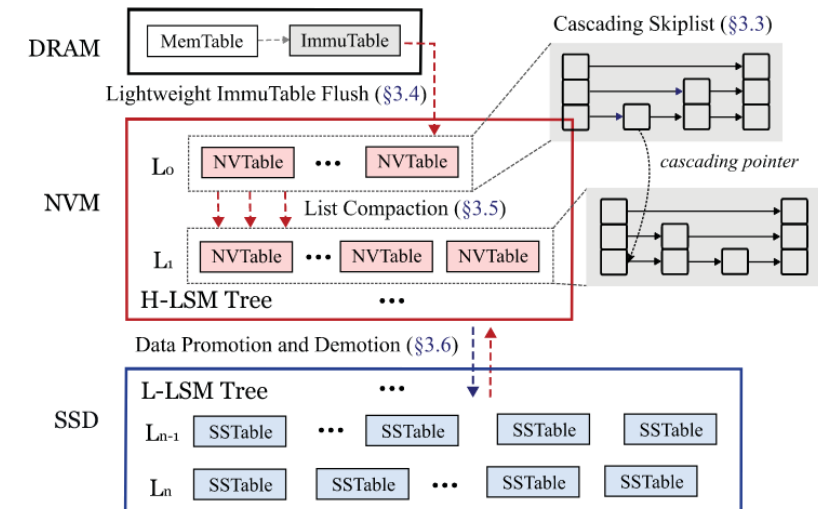 Cascading Skiplist (§3.3)
DRAM
MemTable
ImmuTable
Lightweight ImmuTable Flush (§3.4)
cascading pointer
NVM
L0
NVTable
•••
NVTable
List Compaction (§3.5)
L1
NVTable
•••
NVTable
NVTable
H-LSM Tree
•••
Data Promotion and Demotion (§3.6)
SSD
L-LSM Tree
•••
Ln-1
SSTable
•••
SSTable
SSTable
SSTable
Ln
SSTable
SSTable
•••
SSTable
SSTable